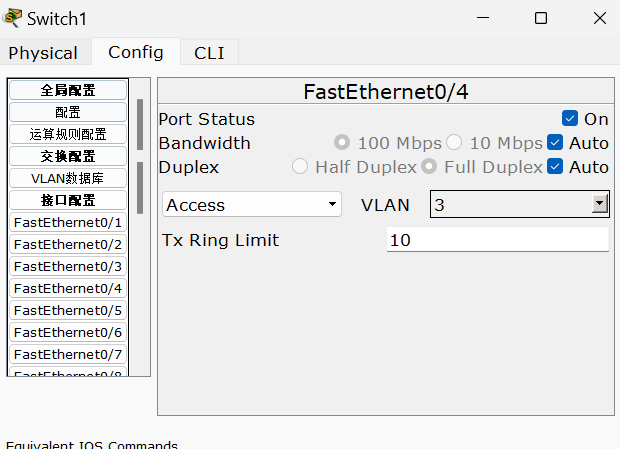 Switch1
Physical Config CLI
全局配置
配置
运算规则配置
交换配置
VLAN数据库
接口配置
FastEthernet0/1
FastEthernet0/2
FastEthernet0/3
FastEthernet0/4
FastEthernet0/5
FastEthernet0/6
FastEthernet0/7
FastEthernet0/8
FastEthernet0/4
Port Status On
Bandwidth 100 Mbps 10 Mbps Auto
Duplex Half Duplex Full Duplex Auto
Access VLAN 3
Tx Ring Limit 10
Equivalent IOS Commands